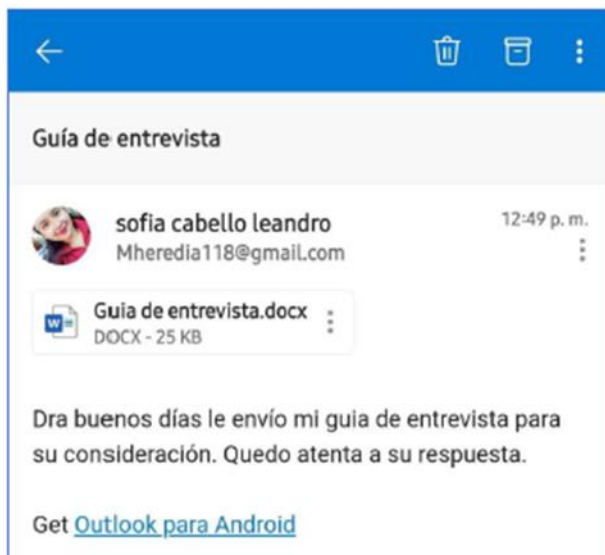 Guía de entrevista
sofia cabello leandro
12:49 p. m.
Mheredia118@gmail.com
Guia de entrevista.docx
DOCX - 25 KB
Dra buenos días le envío mi guia de entrevista para
su consideración. Quedo atenta a su respuesta.
Get Outlook para Android